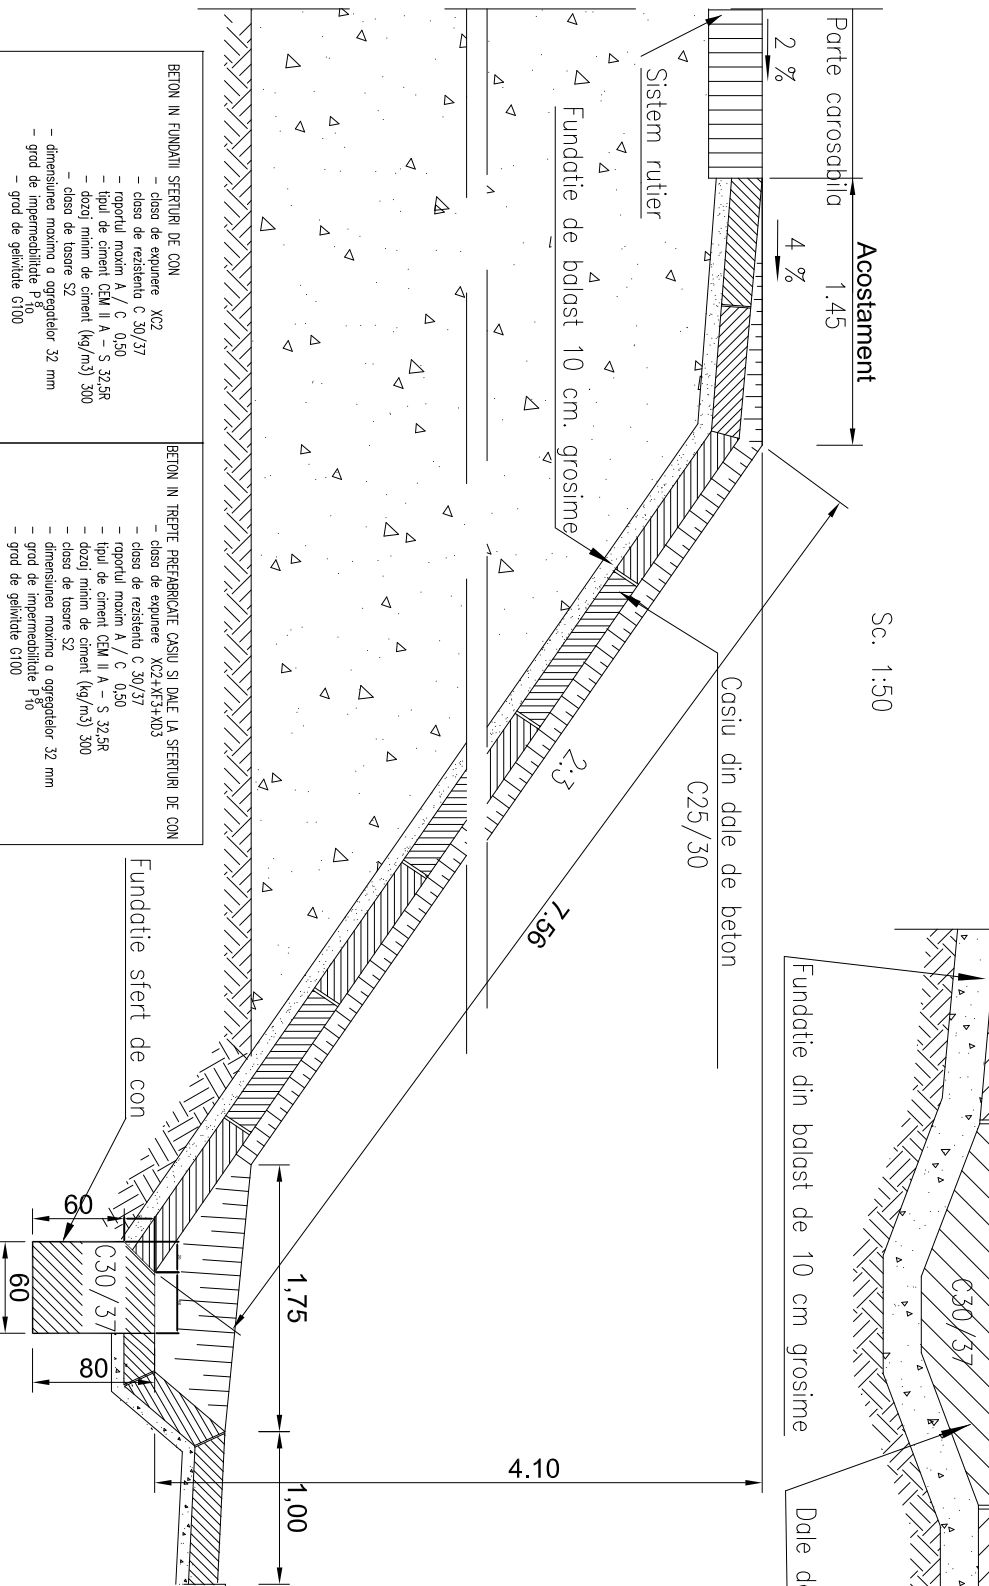 Sc. 1:50
Acostament
1.45
Parte carosabila
2 %
4 %
Sistem rutier
Fundatie de balast 10 cm. grosime
Casiu din dale de beton
C25/30
2:3
7.56
Fundatie din balast de 10 cm grosime
C30/37
Dale de
4.10
1,75
1,00
60
C30/37
60
80
Fundatie sfert de con
BETON IN FUNDATII SFERTURI DE CON
- clasa de expunere XC2
- clasa de rezistenta C 30/37
- raportul maxim A / C 0,50
- tipul de ciment CEM II A - S 32,5R
- dozaj minim de ciment (kg/m3) 300
- clasa de tasare S2
- dimensiunea maxima a agregatelor 32 mm
- grad de impermeabilitate P 8 10
- grad de gelivitate G100
BETON IN TREPTE PREFABRICATE CASIU SI DALE LA SFERTURI DE CON
- clasa de expunere XC2+XF3+XD3
- clasa de rezistenta C 30/37
- raportul maxim A / C 0,50
- tipul de ciment CEM II A - S 32,5R
- dozaj minim de ciment (kg/m3) 300
- clasa de tasare S2
- dimensiunea maxima a agregatelor 32 mm
- grad de impermeabilitate P 8 10
- grad de gelivitate G100